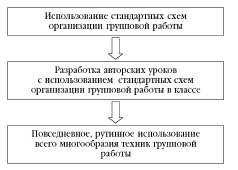 Использование стандартных схем
организации групповой работы
Разработка авторских уроков
с использованием стандартных схем
организации групповой работы в классе
Повседневное, рутинное использование
всего многообразия техник групповой
работы